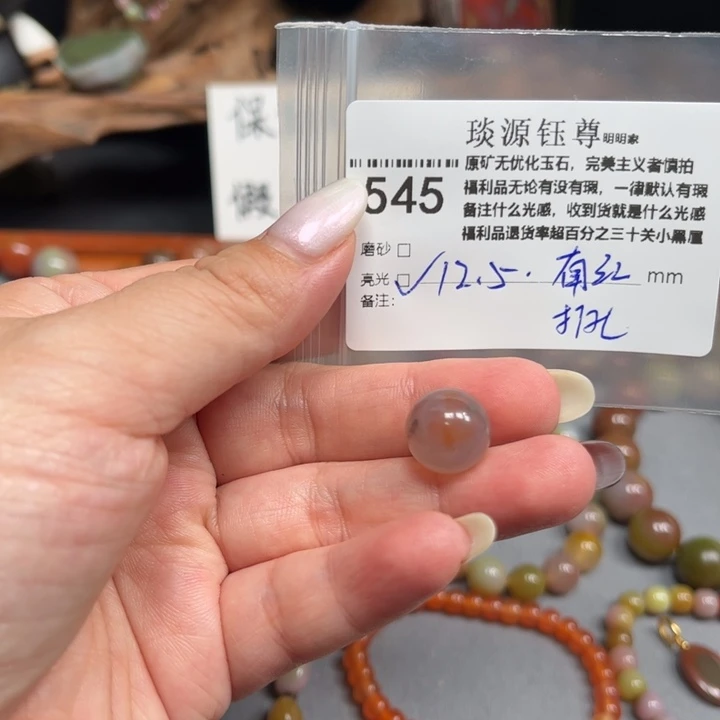 保
琰源钰尊明明家
原矿无优化玉石，完美主义者慎拍
545
福利品无论有没有瑕，一律默认有瑕
备注什么光感，收到货就是什么光感
福利品退货率超百分之三十关小黑屋
磨砂 □
亮光 □ ✓ 12.5. 南红 mm
备注：
打孔